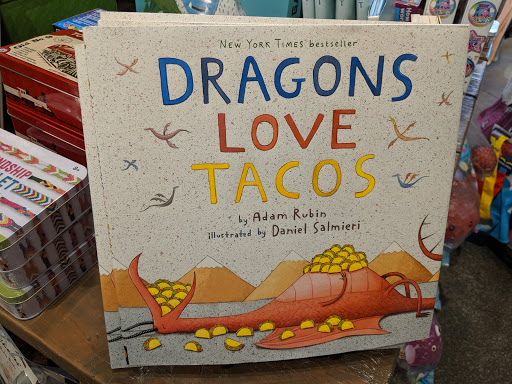 NEW YORK TIMES bestseller
DRAGONS
LOVE
TACOS
by Adam Rubin
illustrated by Daniel Salmieri